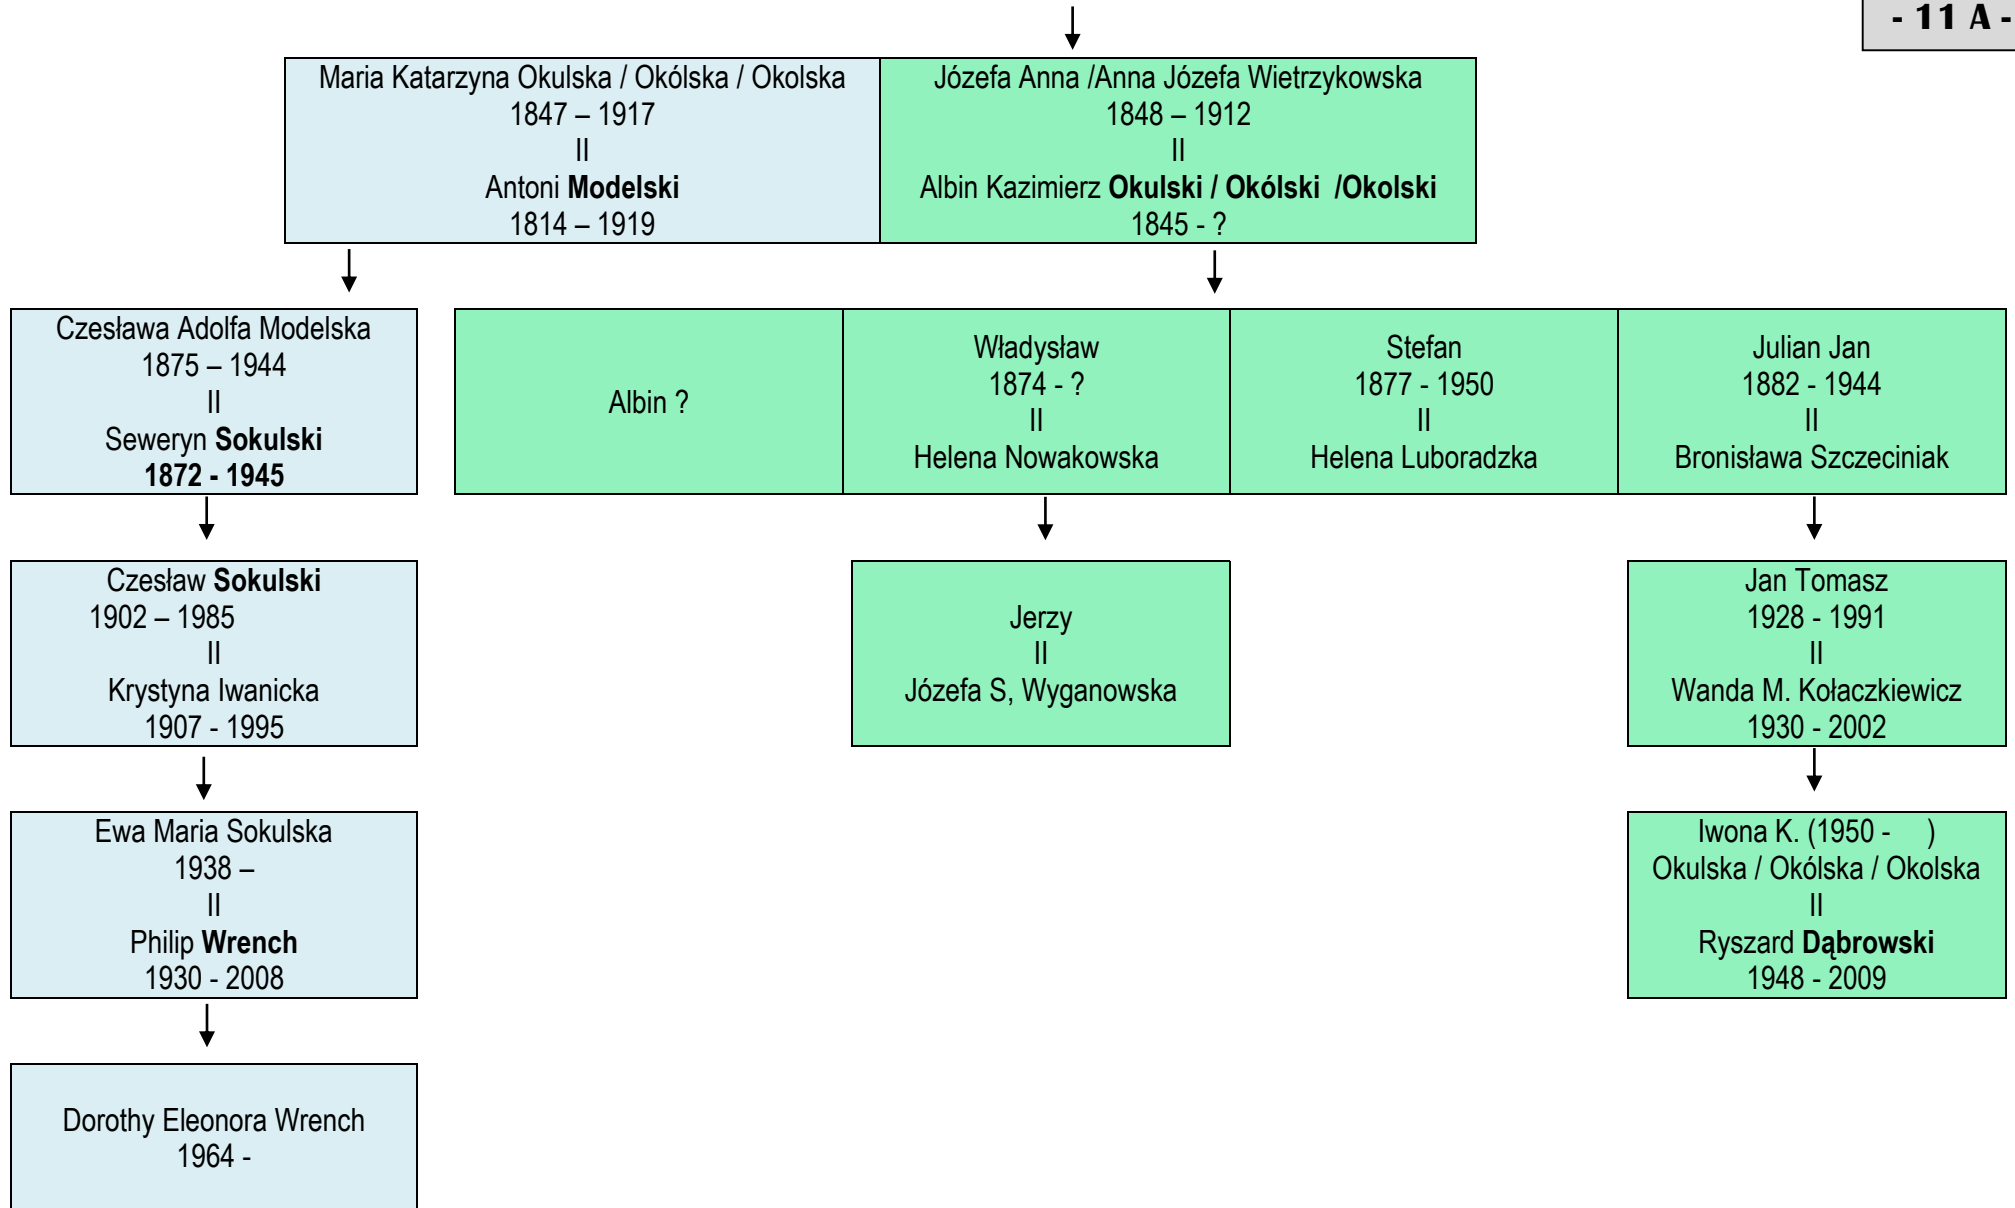 - 11 A -
Maria Katarzyna Okulska / Okólska / Okolska
1847 – 1917
II
Antoni Modelski
1814 – 1919
Józefa Anna /Anna Józefa Wietrzykowska
1848 – 1912
II
Albin Kazimierz Okulski / Okólski /Okolski
1845 - ?
Czesława Adolfa Modelska
1875 – 1944
II
Seweryn Sokulski
1872 - 1945
Albin ?
Władysław
1874 - ?
II
Helena Nowakowska
Stefan
1877 - 1950
II
Helena Luboradzka
Julian Jan
1882 - 1944
II
Bronisława Szczeciniak
Czesław Sokulski
1902 – 1985
II
Krystyna Iwanicka
1907 - 1995
Jerzy
II
Józefa S, Wyganowska
Jan Tomasz
1928 - 1991
II
Wanda M. Kołaczkiewicz
1930 - 2002
Ewa Maria Sokulska
1938 –
II
Philip Wrench
1930 - 2008
Iwona K. (1950 - )
Okulska / Okólska / Okolska
II
Ryszard Dąbrowski
1948 - 2009
Dorothy Eleonora Wrench
1964 -